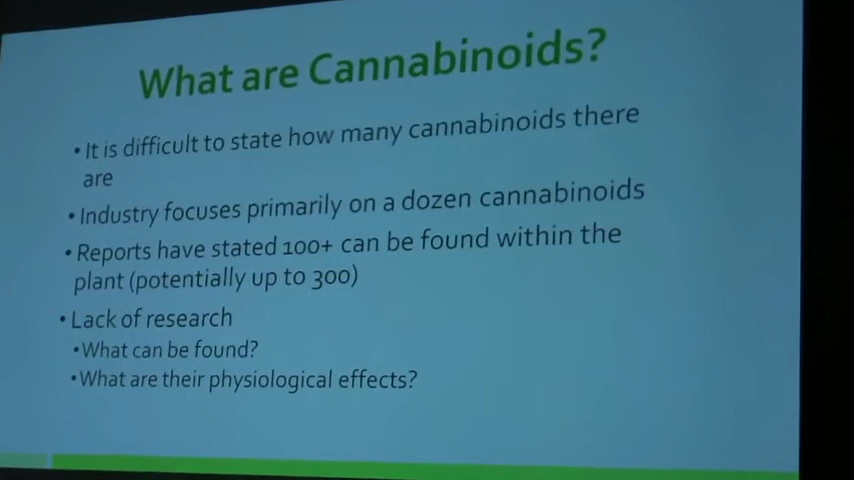 What are Cannabinoids?
• It is difficult to state how many cannabinoids there
are
• Industry focuses primarily on a dozen cannabinoids
• Reports have stated 100+ can be found within the
plant (potentially up to 300)
• Lack of research
• What can be found?
• What are their physiological effects?